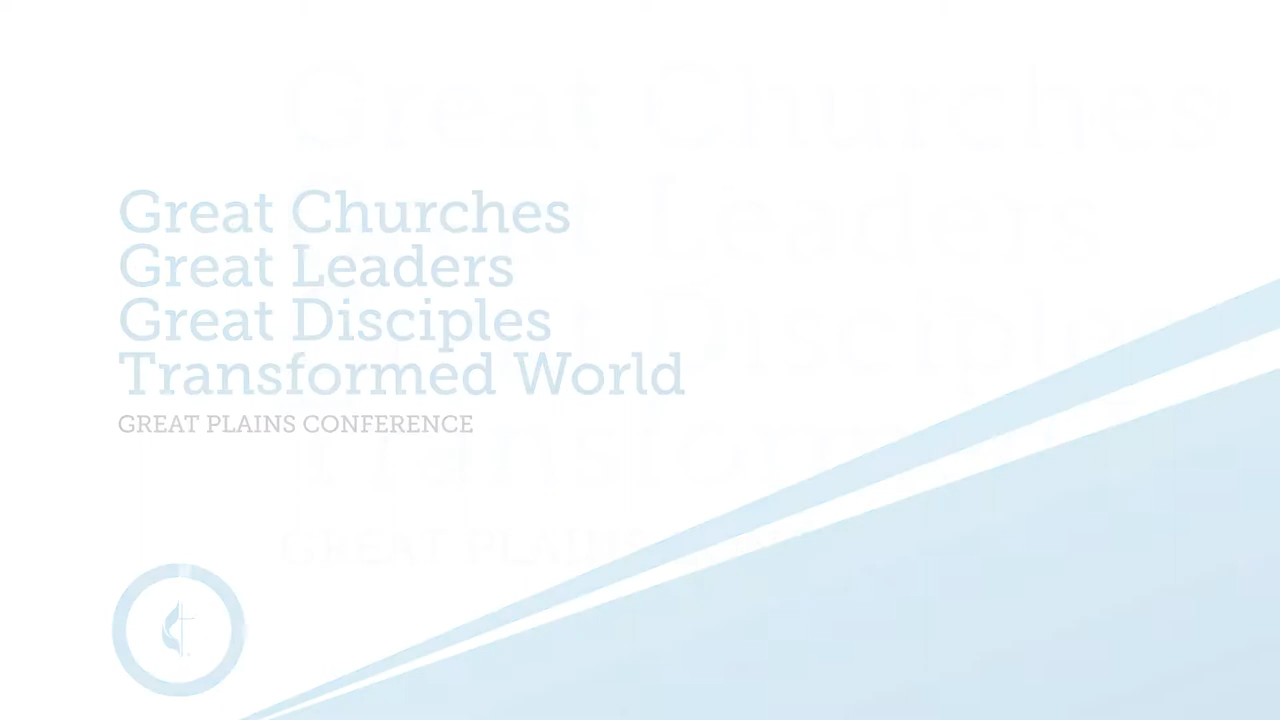 Great Churches
Great Leaders
Great Disciples
Transformed World
GREAT PLAINS CONFERENCE